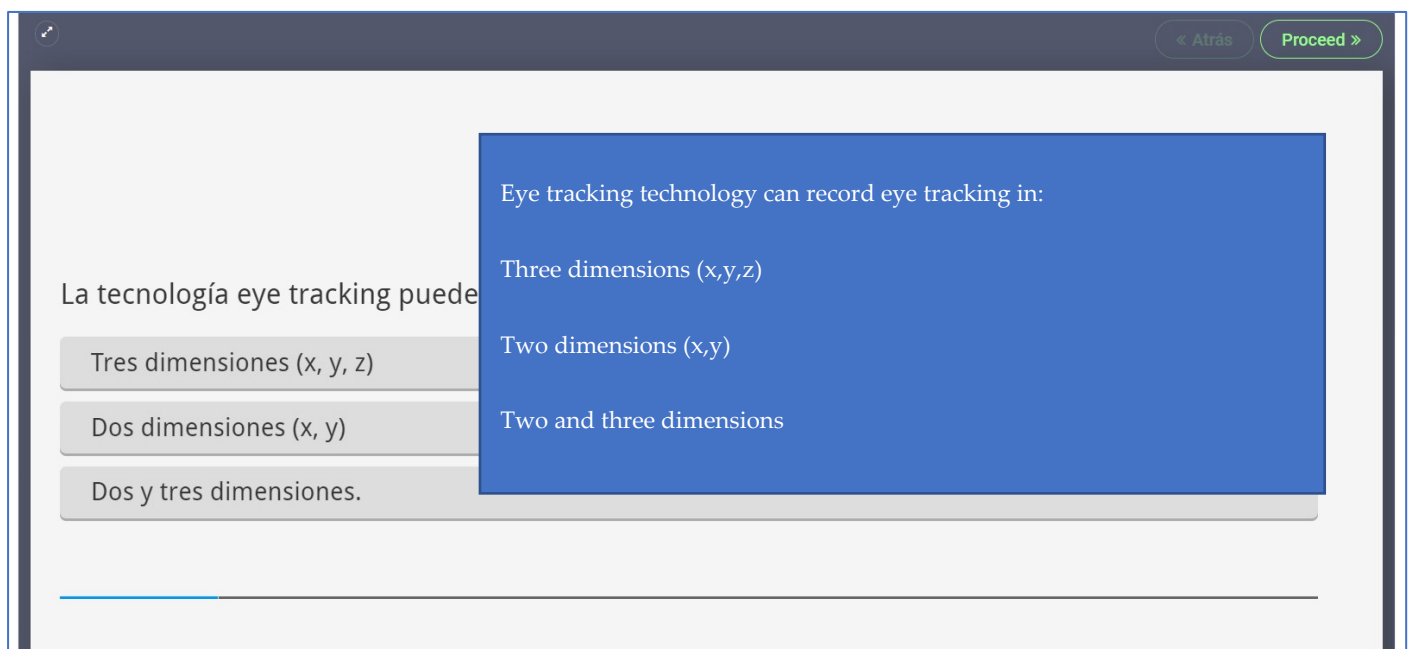 « Atrás Proceed »
Eye tracking technology can record eye tracking in:
Three dimensions (x,y,z)
Two dimensions (x,y)
Two and three dimensions
La tecnología eye tracking puede
Tres dimensiones (x, y, z)
Dos dimensiones (x, y)
Dos y tres dimensiones.